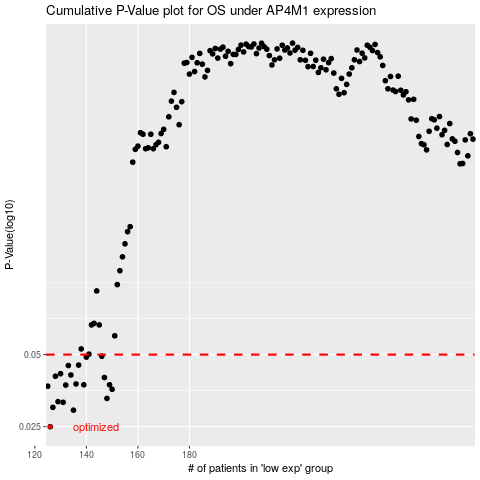 Cumulative P-Value plot for OS under AP4M1 expression
P-Value(log10)
0.05
0.025
optimized
120 140 160 180
# of patients in 'low exp' group